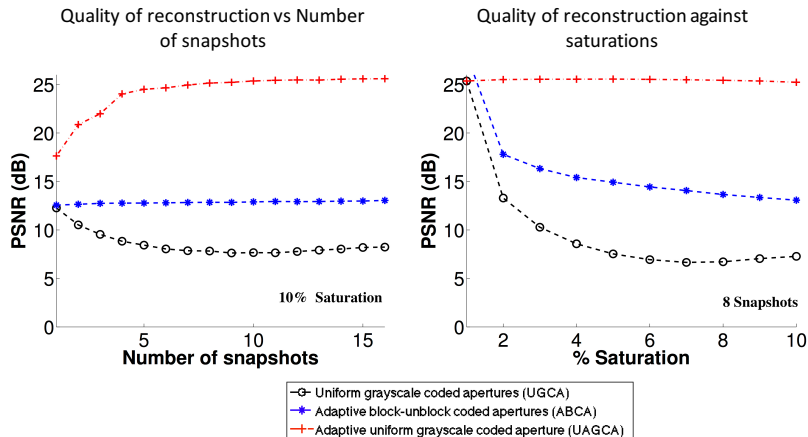 Quality of reconstruction vs Number
of snapshots
PSNR (dB)
25
20
15
10
5
0
5
10
15
10% Saturation
Number of snapshots
Quality of reconstruction against
saturations
PSNR (dB)
25
20
15
10
5
0
2
4
6
8
10
8 Snapshots
% Saturation
Uniform grayscale coded apertures (UGCA)
Adaptive block-unblock coded apertures (ABCA)
Adaptive uniform grayscale coded aperture (UAGCA)